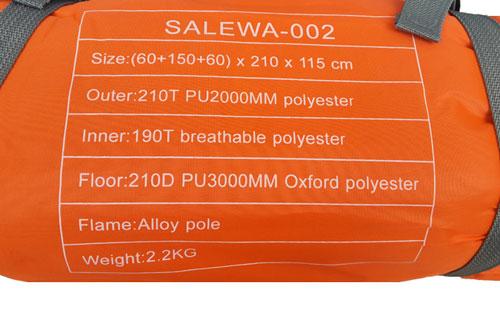 SALEWA-002
Size:(60+150+60) x 210 x 115 cm
Outer:210T PU2000MM polyester
Inner:190T breathable polyester
Floor:210D PU3000MM Oxford polyester
Flame:Alloy pole
Weight:2.2KG